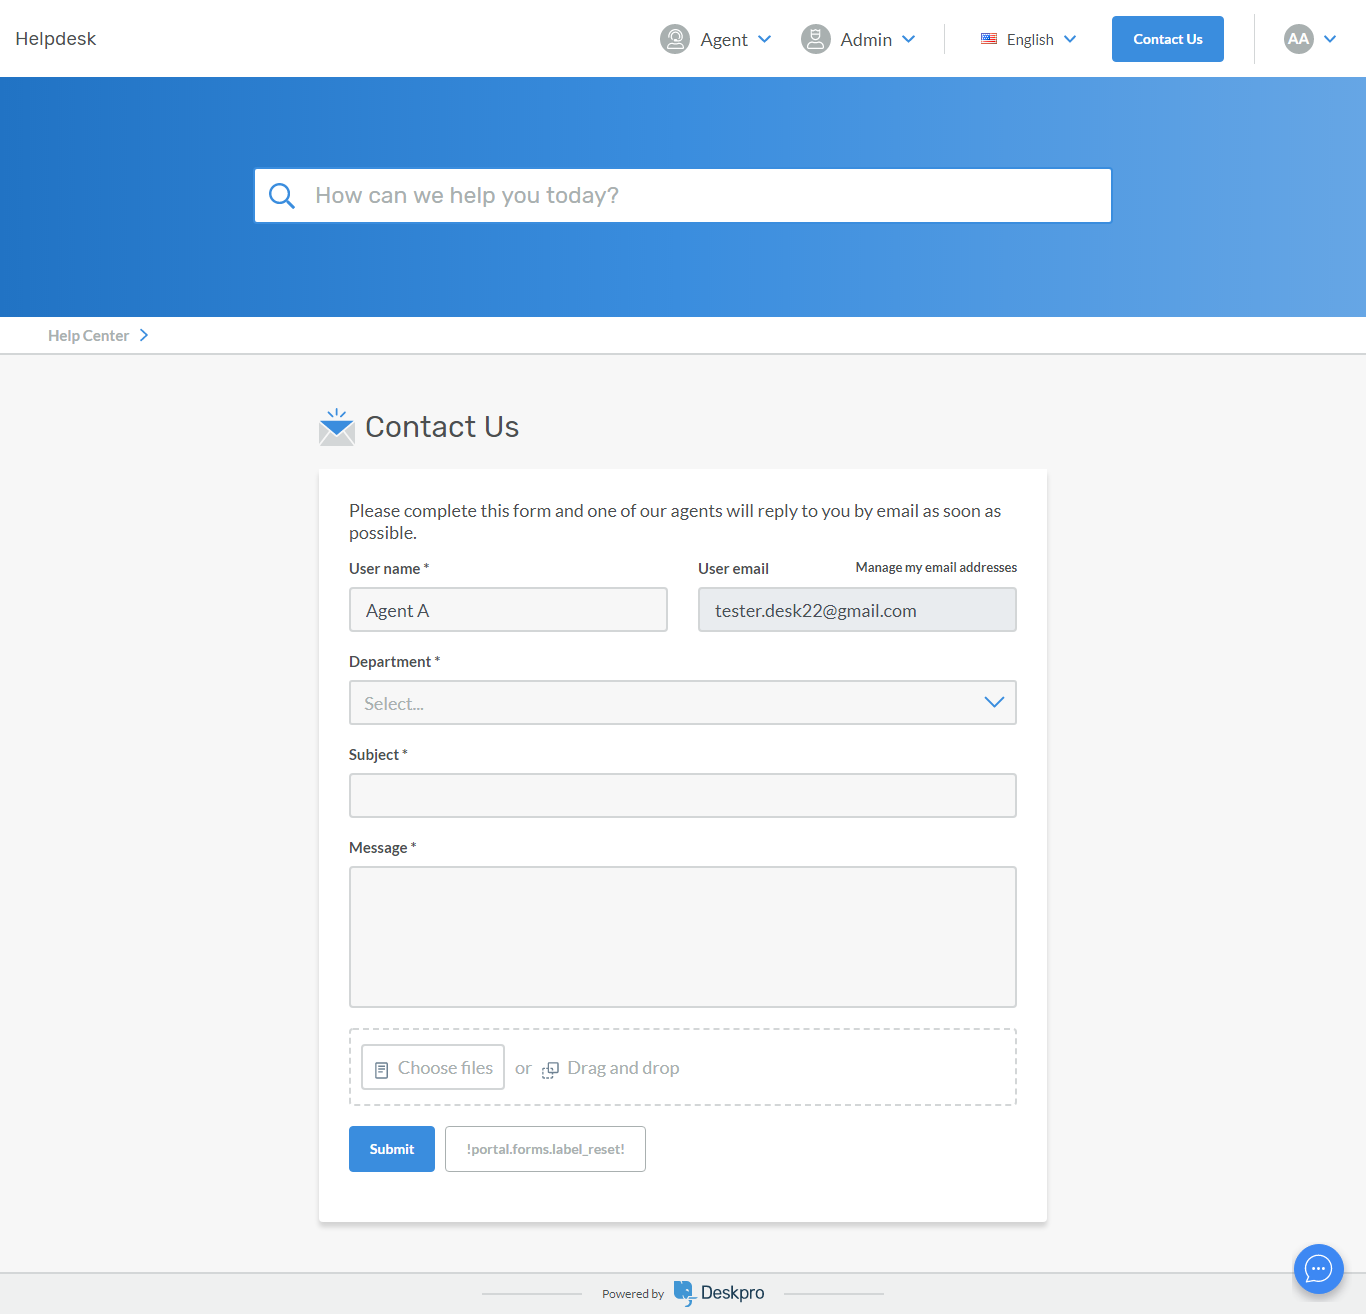 Helpdesk
Agent
Admin
English
Contact Us
AA
How can we help you today?
Help Center
Contact Us
Please complete this form and one of our agents will reply to you by email as soon as
possible.
User name *
User email
Manage my email addresses
Agent A
tester.desk22@gmail.com
Department *
Select...
Subject *
Message *
Choose files or Drag and drop
Submit
!portal.forms.label_reset!
Powered by Deskpro